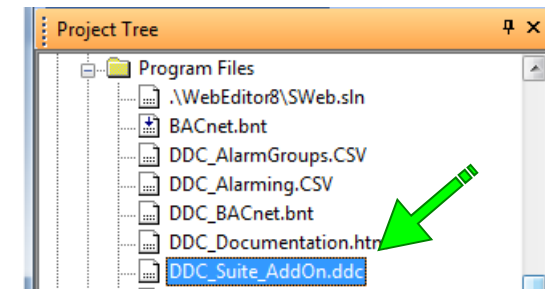 Project Tree
Program Files
.\WebEditor8\SWeb.sln
BACnet.bnt
DDC_AlarmGroups.CSV
DDC_Alarming.CSV
DDC_BACnet.bnt
DDC_Documentation.htm
DDC_Suite_AddOn.ddc